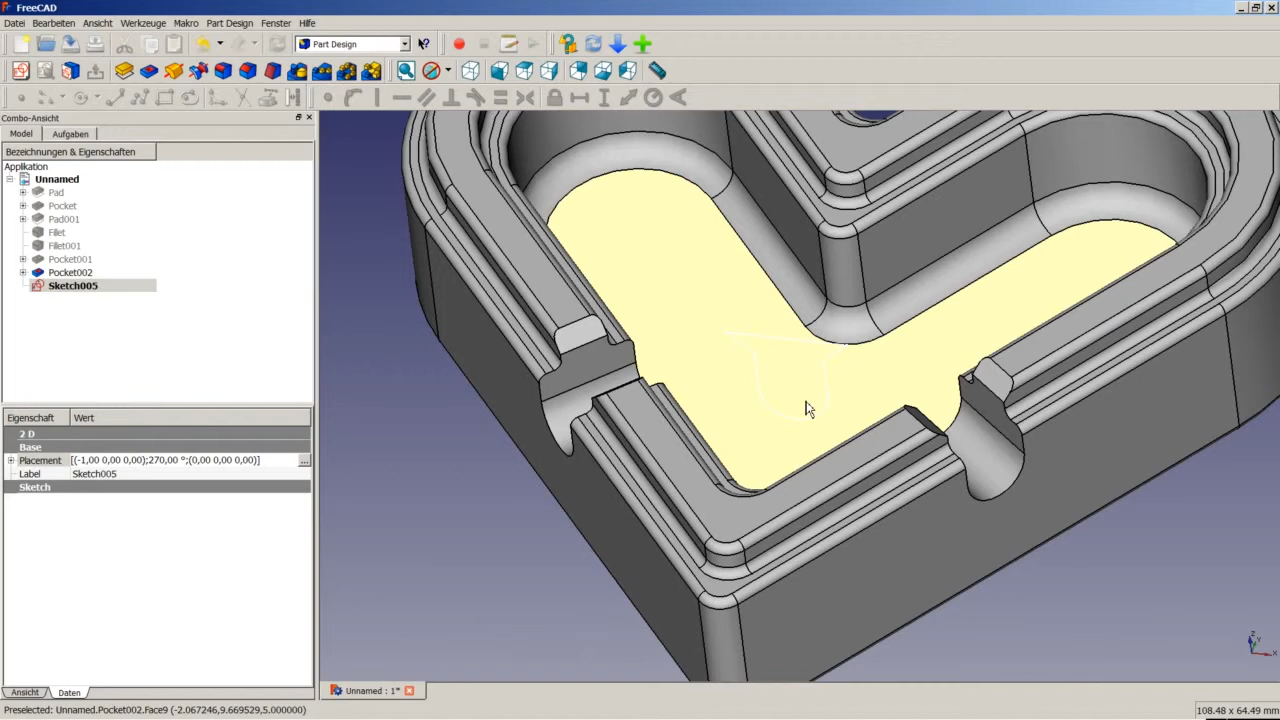 FreeCAD
Datei Bearbeiten Ansicht Werkzeuge Makro Part Design Fenster Hilfe
Part Design
Combo-Ansicht
Model Aufgaben
Bezeichnungen & Eigenschaften
Applikation
Unnamed
Pad
Pocket
Pad001
Fillet
Fillet001
Pocket001
Pocket002
Sketch005
Eigenschaft Wert
2 D
Base
Placement [(-1,00 0,00 0,00);270,00 °;(0,00 0,00 0,00)] ...
Label Sketch005
Sketch
Ansicht Daten
Unnamed : 1*
Preselected: Unnamed.Pocket002.Face9 (-2.067246,9.669529,5.000000)
108.48 x 64.49 mm